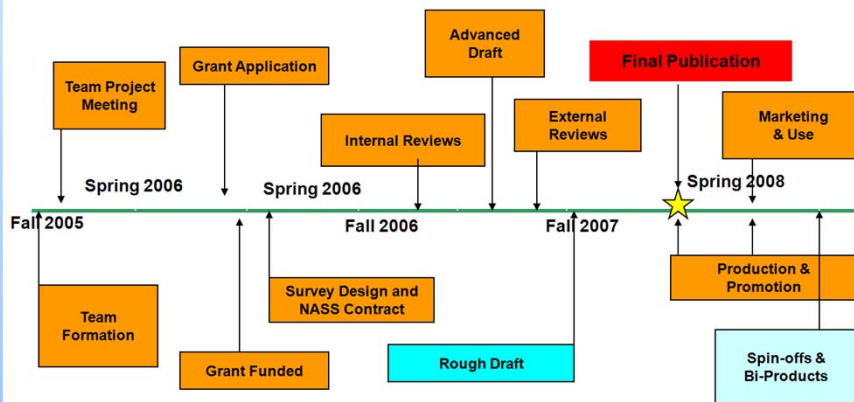 Advanced
Draft
Final Publication
Grant Application
Team Project
Meeting
External
Reviews
Marketing
& Use
Internal Reviews
Spring 2006
Spring 2006
Spring 2008
Fall 2005
Fall 2006
Fall 2007
Survey Design and
NASS Contract
Production &
Promotion
Team
Formation
Rough Draft
Grant Funded
Spin-offs &
Bi-Products